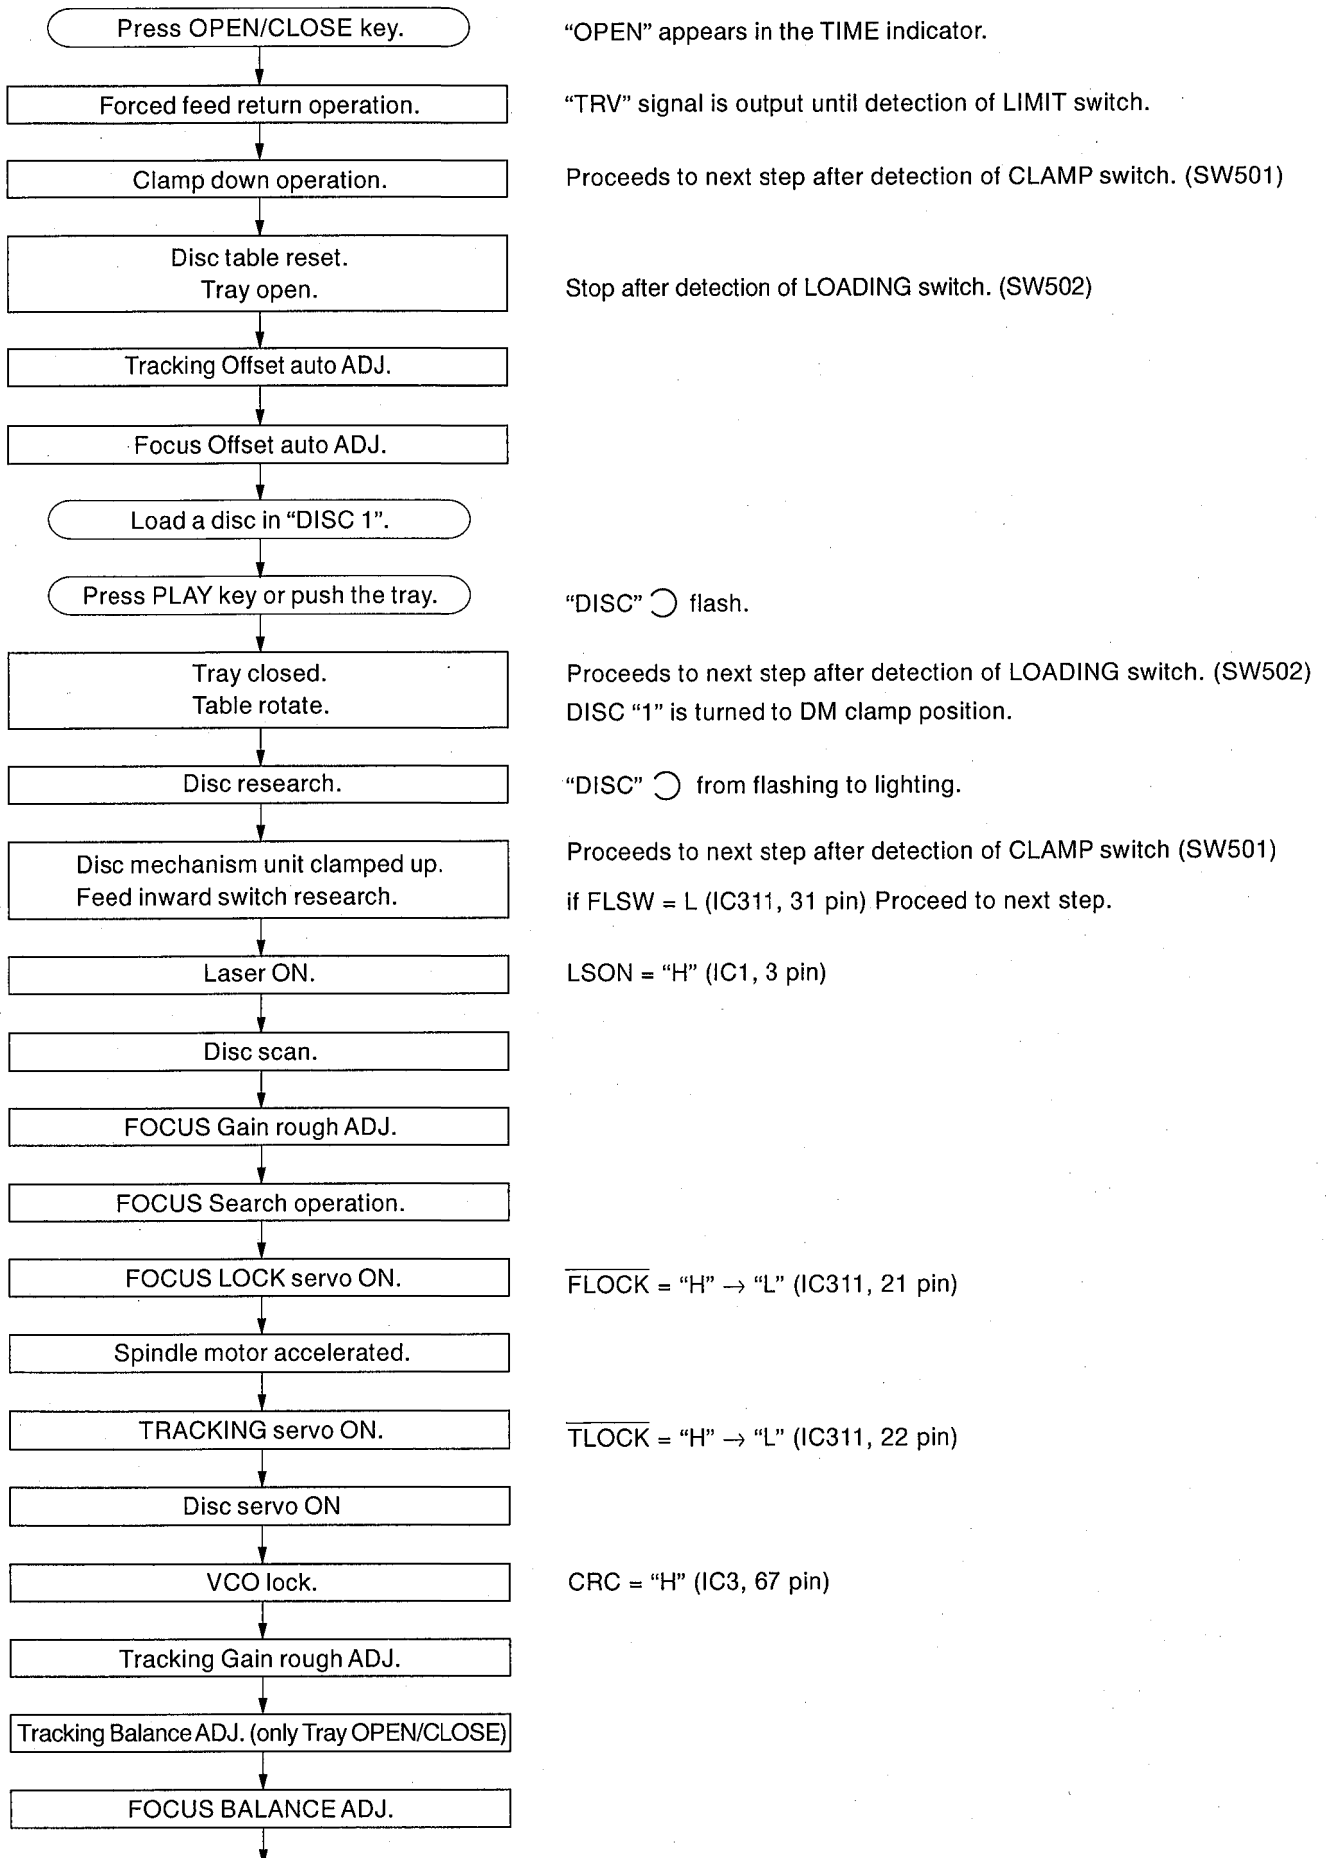 Press OPEN/CLOSE key.
“OPEN” appears in the TIME indicator.
Forced feed return operation.
“TRV” signal is output until detection of LIMIT switch.
Clamp down operation.
Proceeds to next step after detection of CLAMP switch. (SW501)
Disc table reset.
Tray open.
Stop after detection of LOADING switch. (SW502)
Tracking Offset auto ADJ.
Focus Offset auto ADJ.
Load a disc in “DISC 1”.
Press PLAY key or push the tray.
“DISC” flash.
Tray closed.
Table rotate.
Proceeds to next step after detection of LOADING switch. (SW502)
DISC “1” is turned to DM clamp position.
Disc research.
“DISC” from flashing to lighting.
Disc mechanism unit clamped up.
Feed inward switch research.
Proceeds to next step after detection of CLAMP switch (SW501)
if FLSW = L (IC311, 31 pin) Proceed to next step.
Laser ON.
LSON = “H” (IC1, 3 pin)
Disc scan.
FOCUS Gain rough ADJ.
FOCUS Search operation.
FOCUS LOCK servo ON.
FLOCK = “H” → “L” (IC311, 21 pin)
Spindle motor accelerated.
TRACKING servo ON.
TLOCK = “H” → “L” (IC311, 22 pin)
Disc servo ON
VCO lock.
CRC = “H” (IC3, 67 pin)
Tracking Gain rough ADJ.
Tracking Balance ADJ. (only Tray OPEN/CLOSE)
FOCUS BALANCE ADJ.